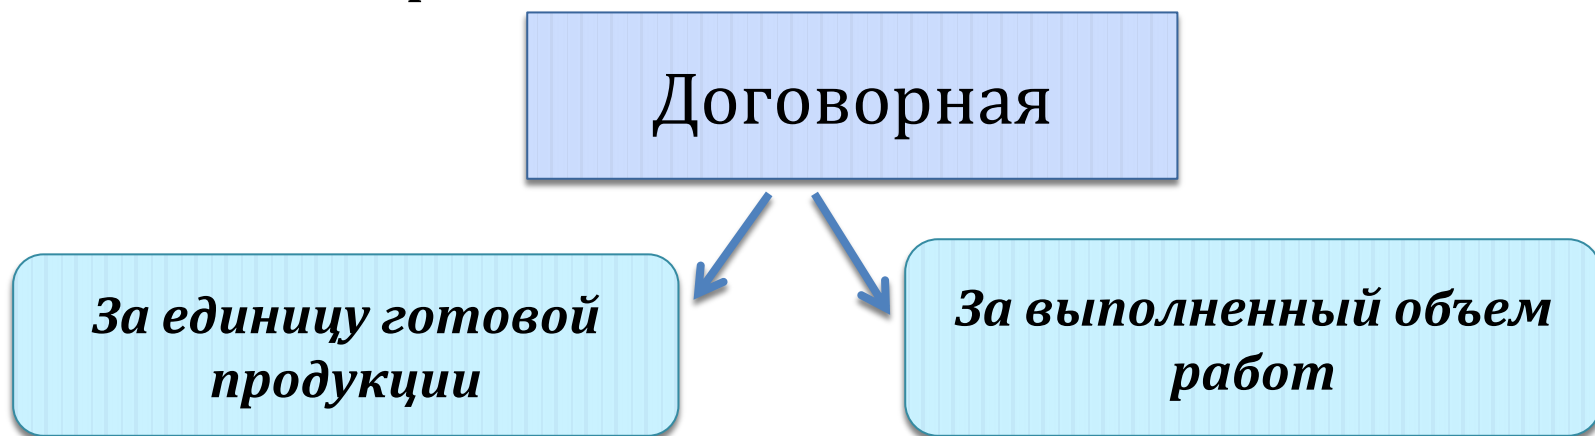 Договорная
За единицу готовой
продукции
За выполненный объем
работ